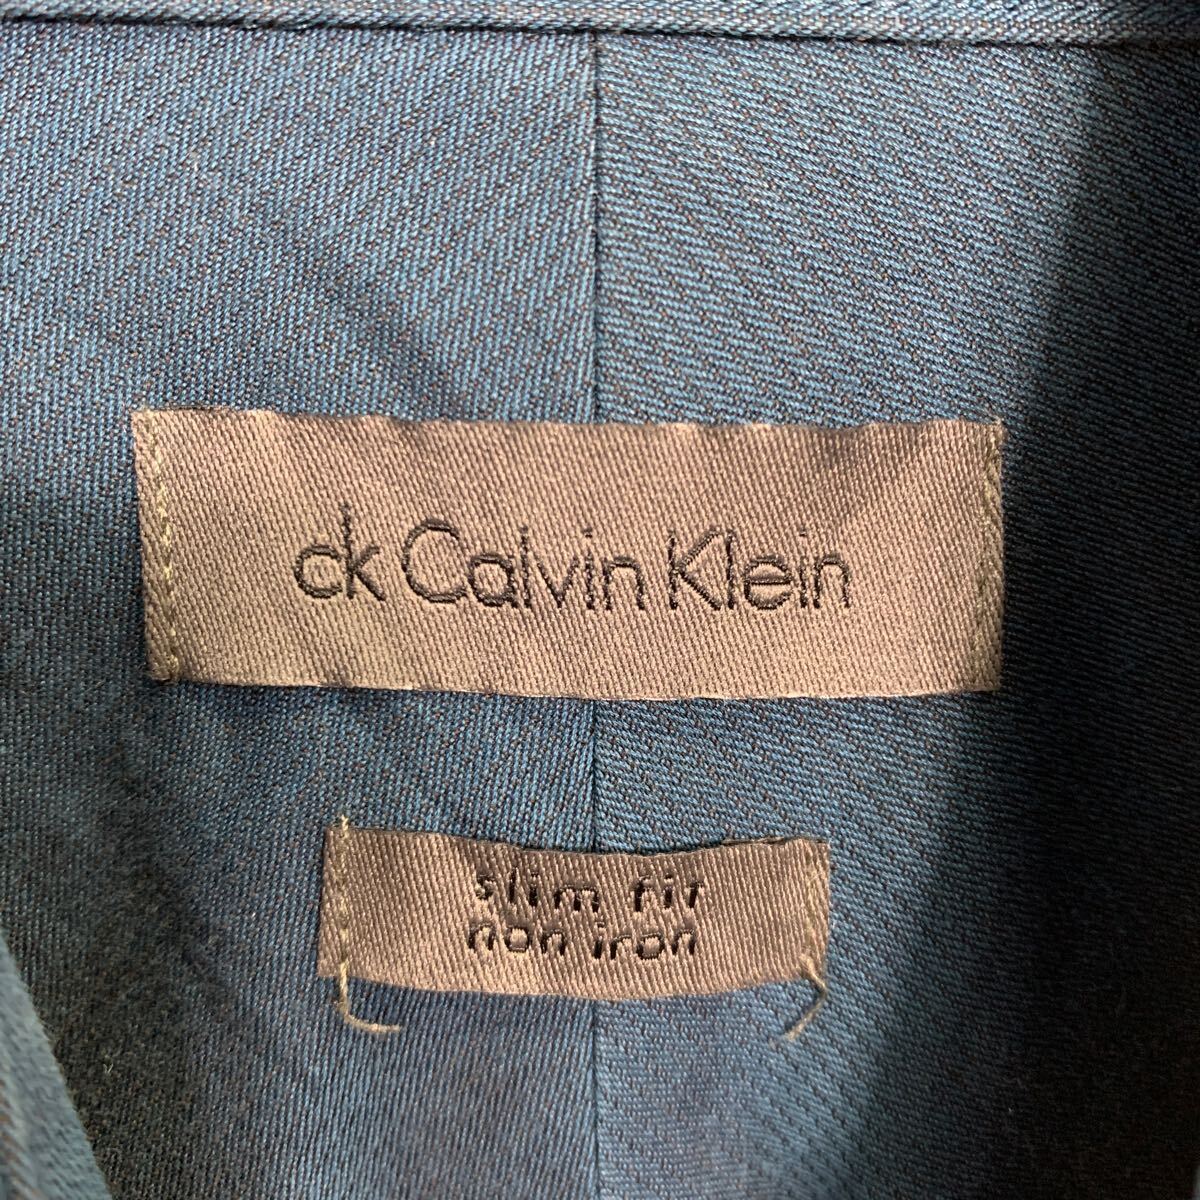 ck Calvin Klein
slim fit
non iron